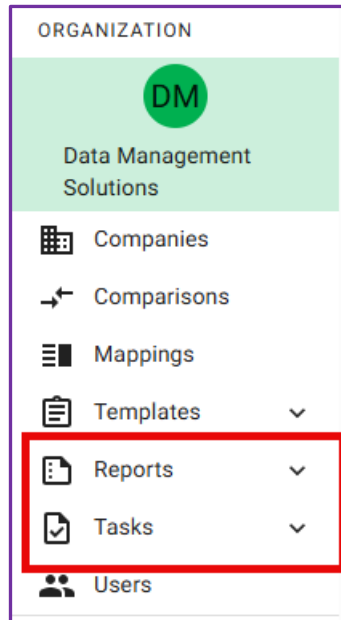 ORGANIZATION
DM
Data Management
Solutions
Companies
Comparisons
Mappings
Templates
Reports
Tasks
Users